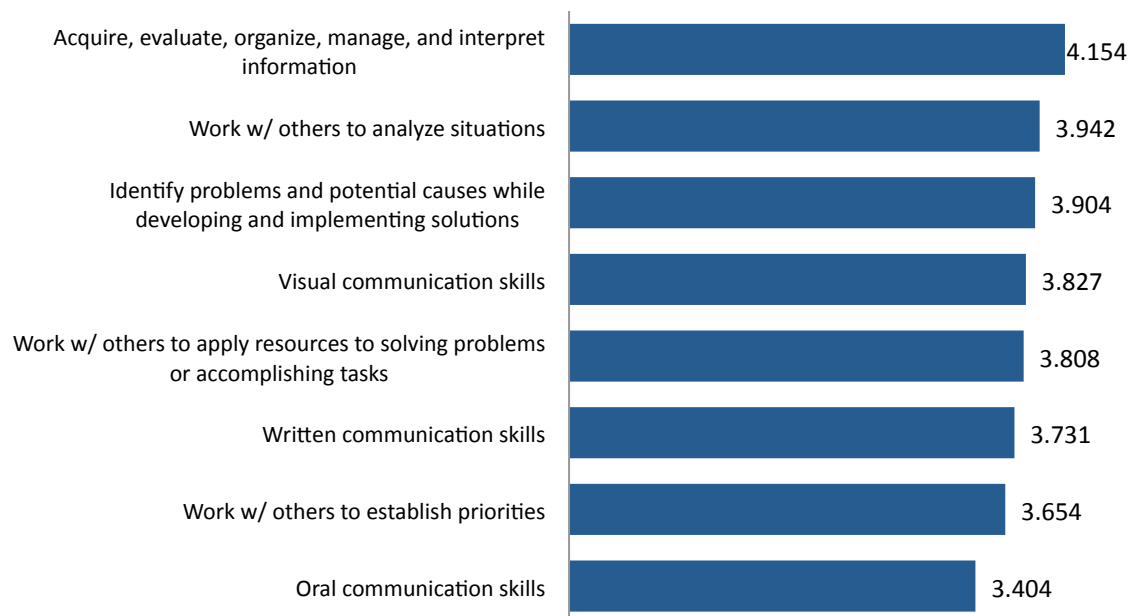 Acquire, evaluate, organize, manage, and interpret
information
4.154
Work w/ others to analyze situations
3.942
Identify problems and potential causes while
developing and implementing solutions
3.904
Visual communication skills
3.827
Work w/ others to apply resources to solving problems
or accomplishing tasks
3.808
Written communication skills
3.731
Work w/ others to establish priorities
3.654
Oral communication skills
3.404